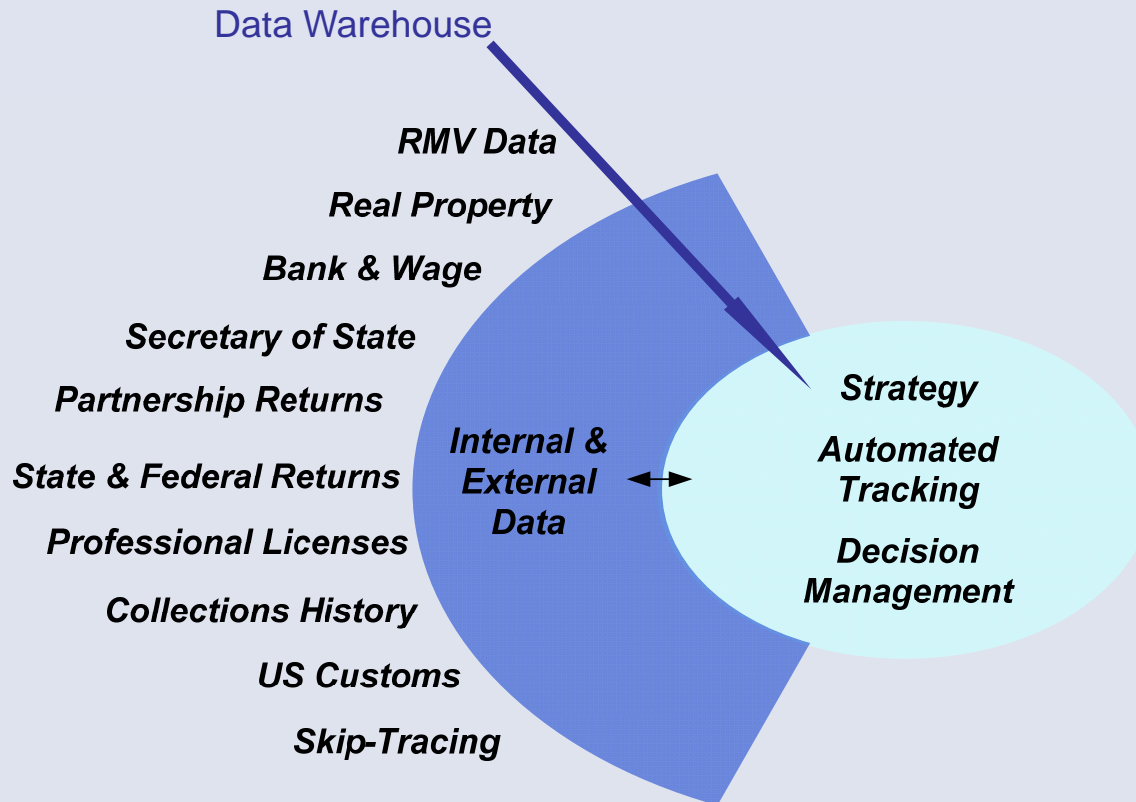 Data Warehouse
RMV Data
Real Property
Bank & Wage
Secretary of State
Partnership Returns
State & Federal Returns
Professional Licenses
Collections History
US Customs
Skip-Tracing
Internal &
External
Data
Strategy
Automated
Tracking
Decision
Management